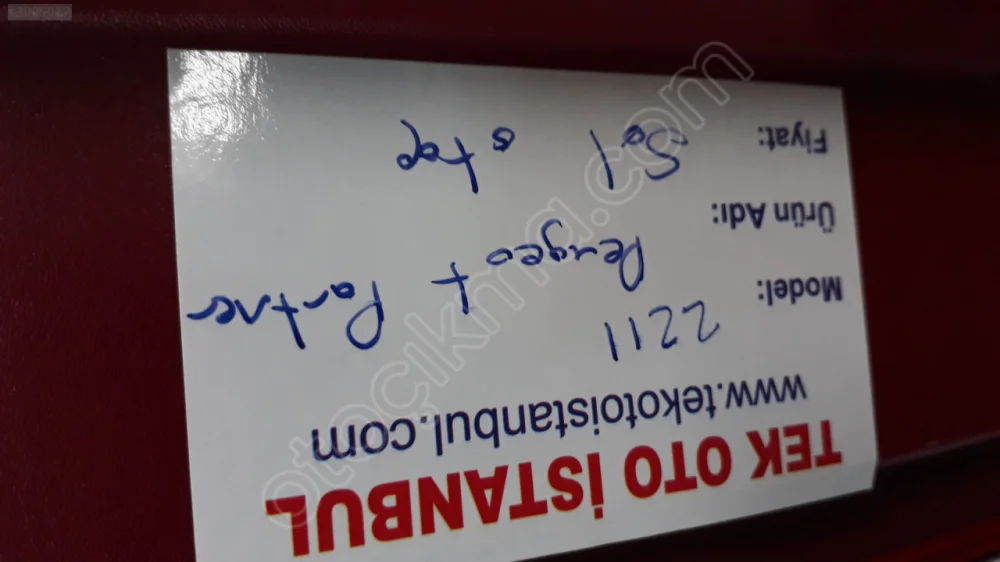 TEK OTO İSTANBUL
www.tekotoistanbul.com
Model: 2211
Ürün Adı: Peugeot Partner
Fiyat: Sol stop
otocikma.com